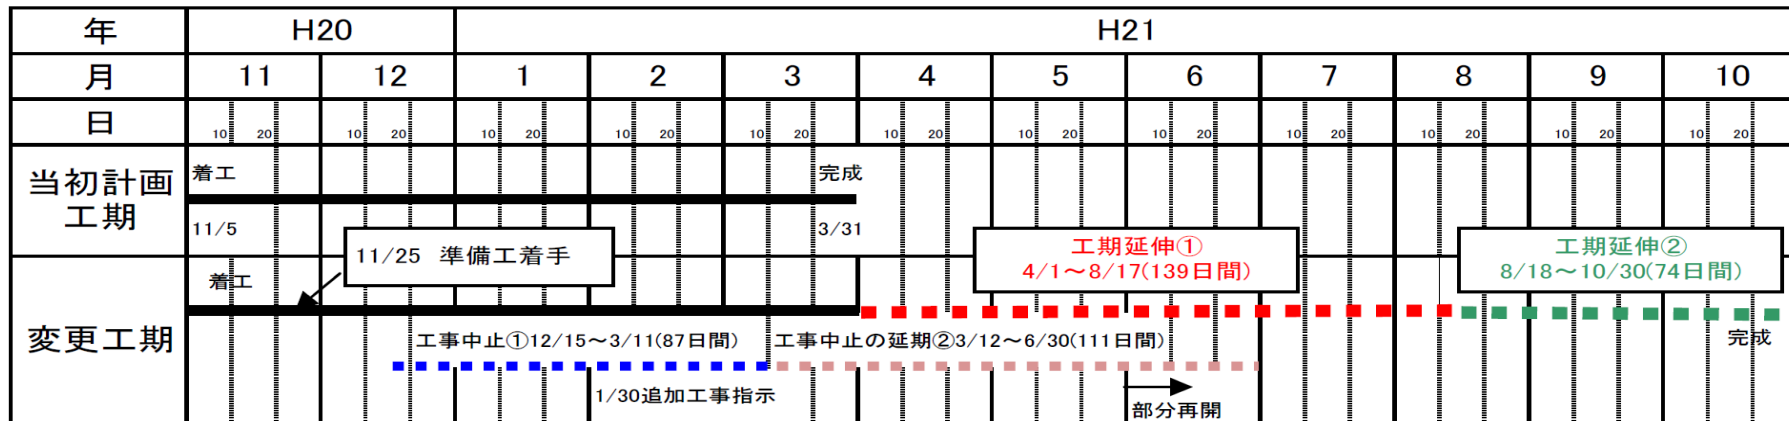 年 H20 H21
月 11 12 1 2 3 4 5 6 7 8 9 10
日 10 20 10 20 10 20 10 20 10 20 10 20 10 20 10 20 10 20 10 20 10 20 10 20
当初計画
工期
着工 完成
11/5 3/31
11/25 準備工着手
工期延伸①
4/1～8/17(139日間)
工期延伸②
8/18～10/30(74日間)
変更工期
着工
工事中止①12/15～3/11(87日間) 工事中止の延期②3/12～6/30(111日間)
完成
1/30追加工事指示
部分再開